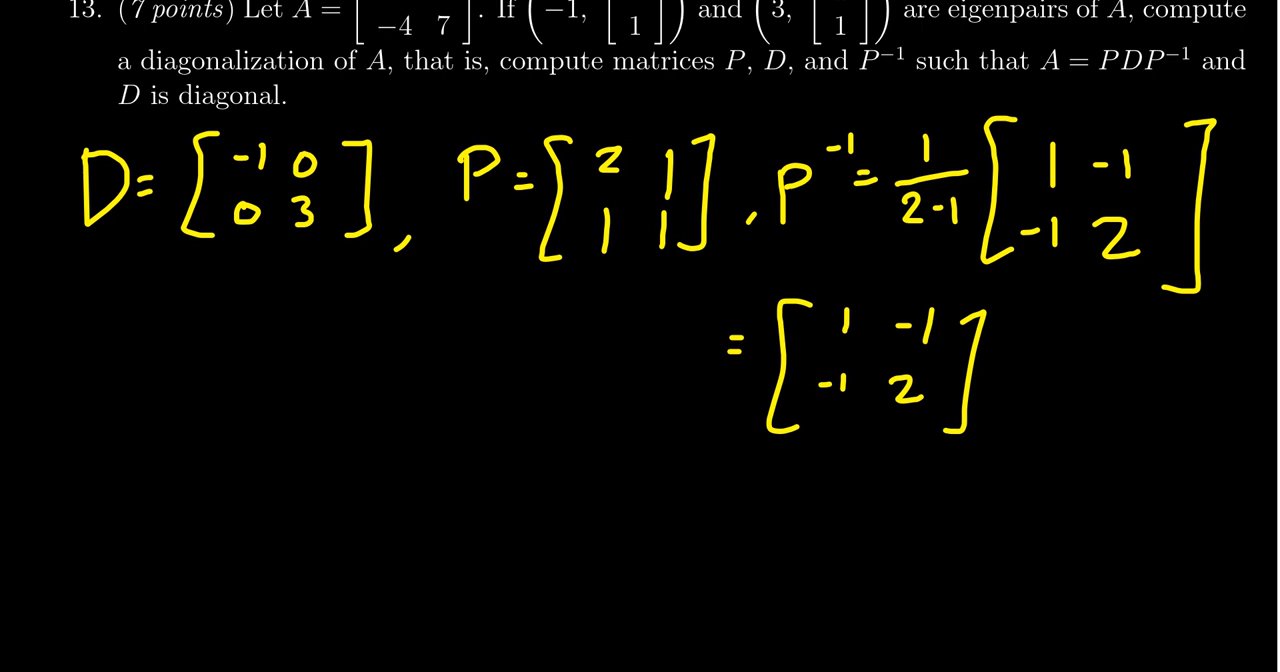 13. (7 points) Let A = [ −4 7 ]. If (−1, [ 1 ]) and (3, [ 1 ]) are eigenpairs of A, compute
a diagonalization of A, that is, compute matrices P, D, and P⁻¹ such that A = PDP⁻¹ and
D is diagonal.
D = [ -1 0 ; 0 3 ] , P = [ 2 1 ; 1 1 ] , P⁻¹ = 1/(2-1) [ 1 -1 ; -1 2 ]
= [ 1 -1 ; -1 2 ]